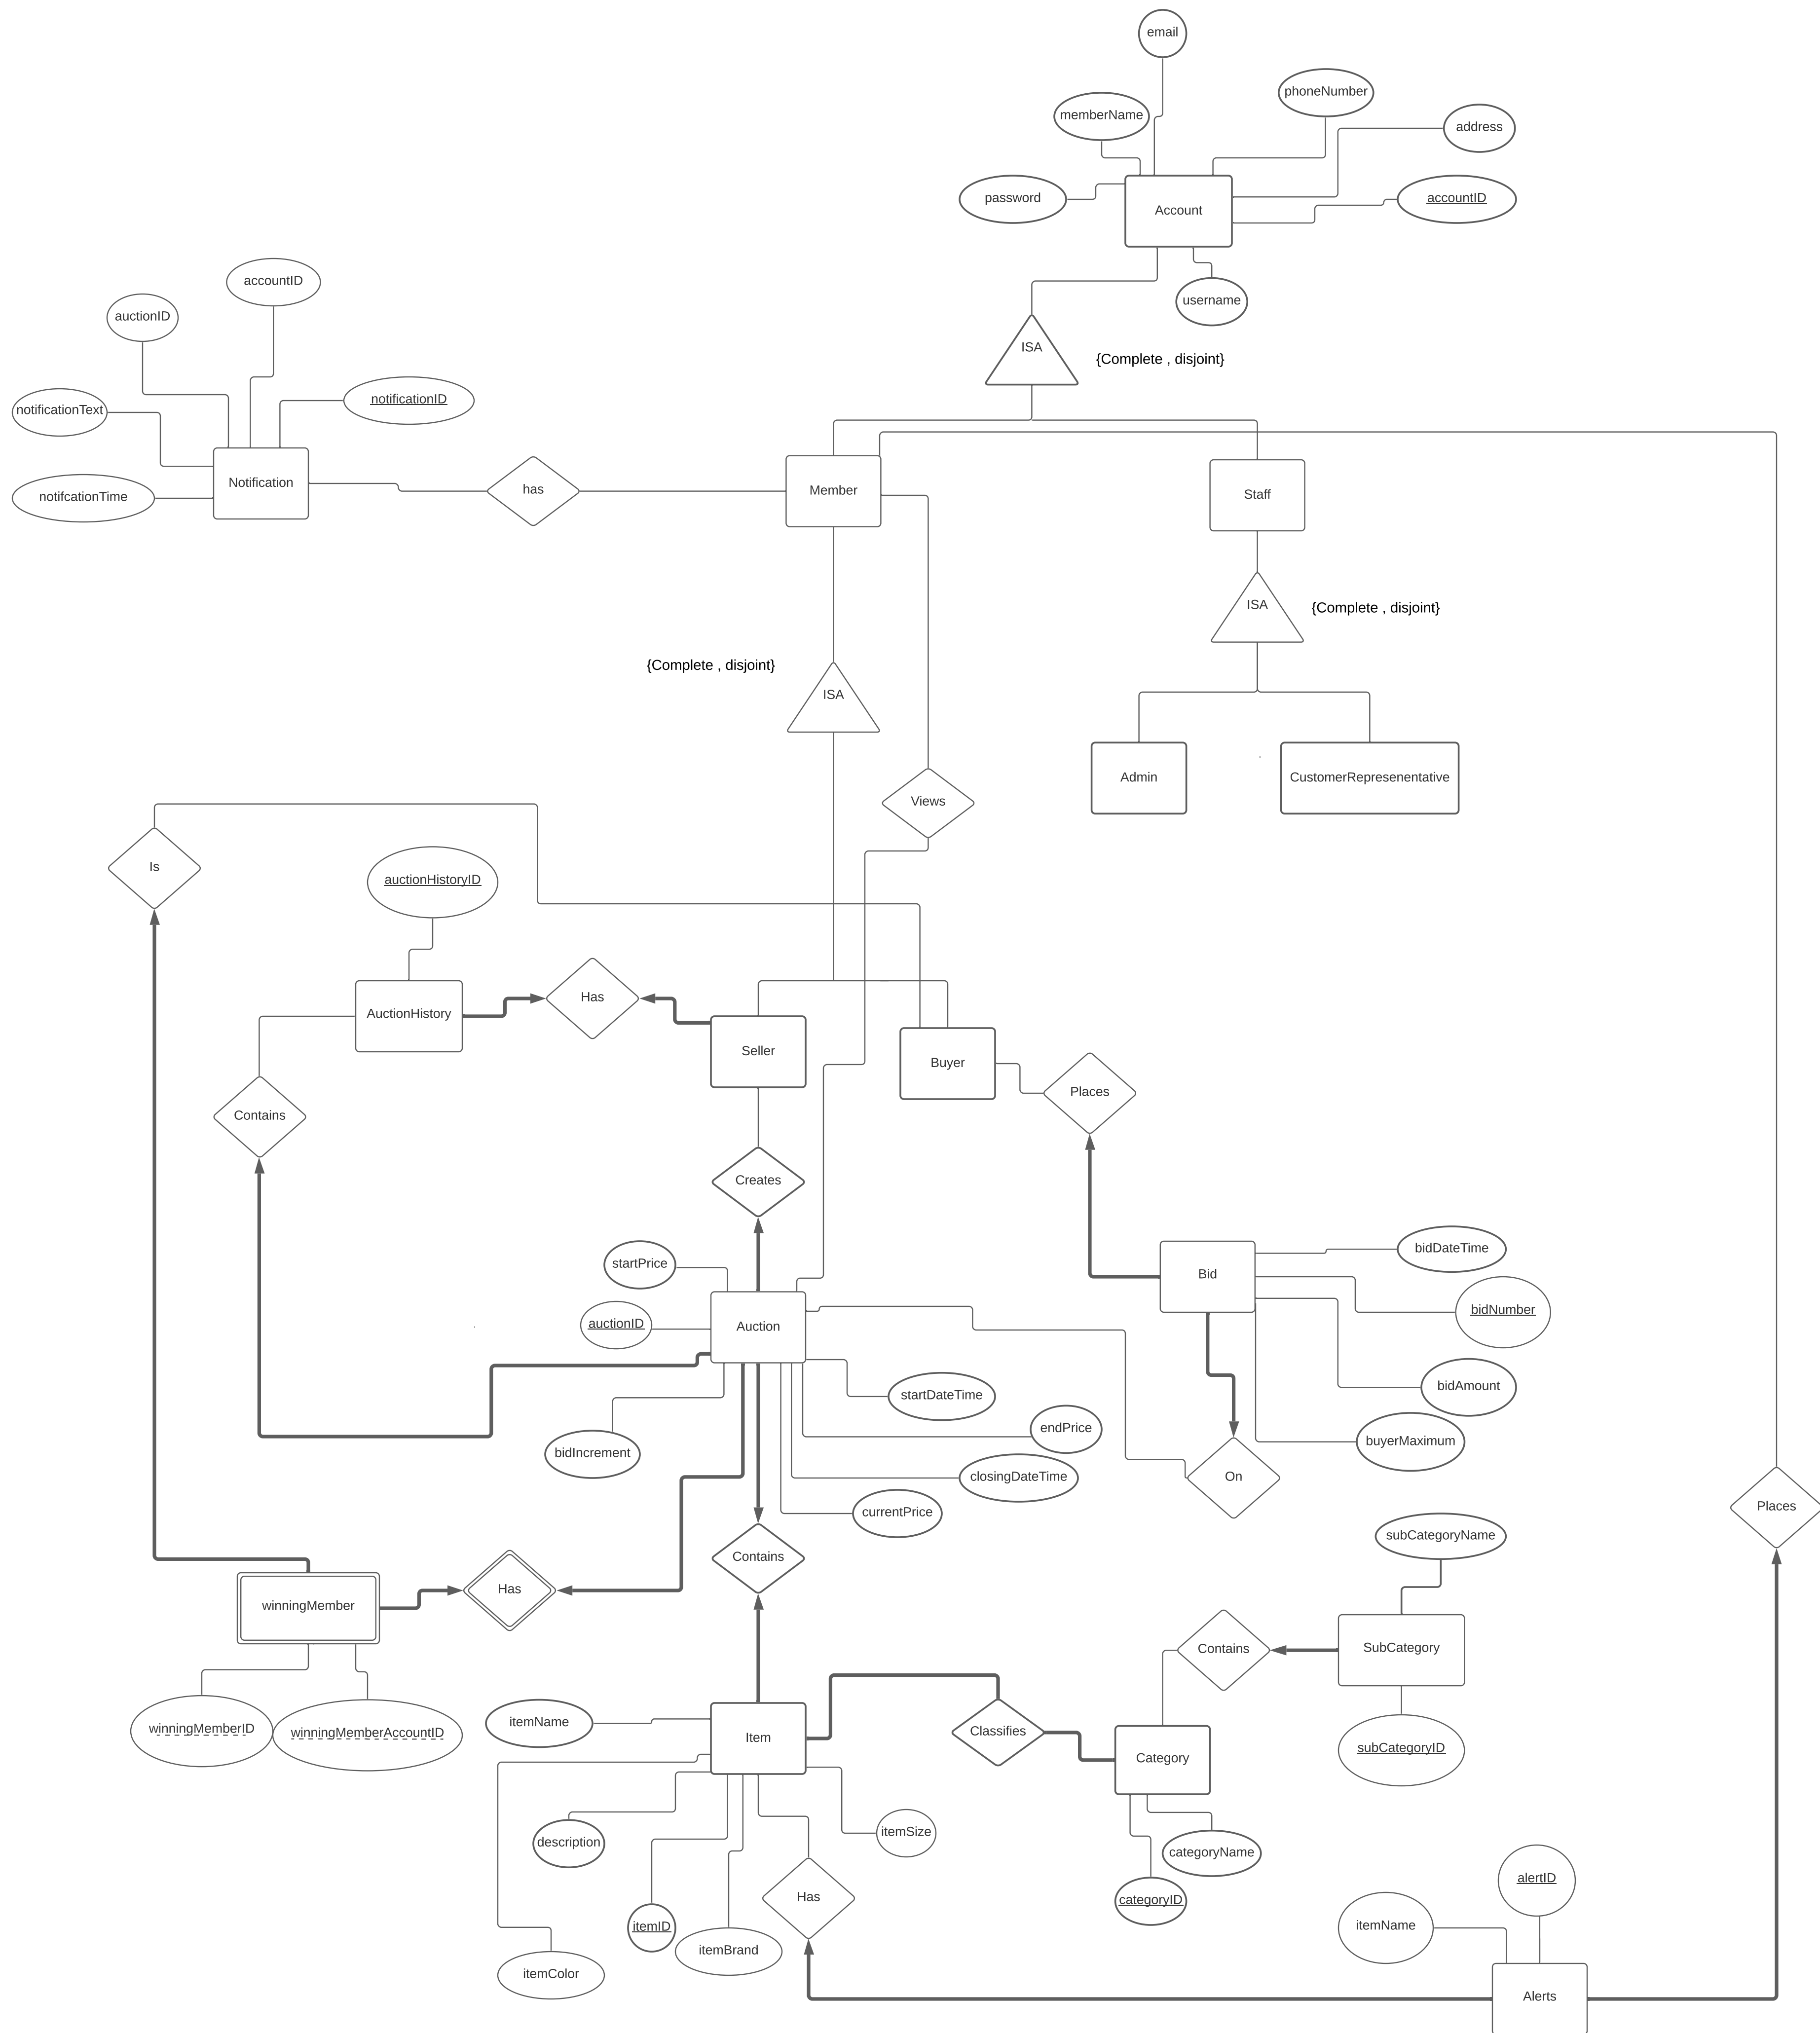 email
phoneNumber
memberName
address
password
accountID
Account
username
accountID
auctionID
ISA
{Complete , disjoint}
notificationID
notificationText
Notification
has
Member
Staff
notifcationTime
ISA
{Complete , disjoint}
{Complete , disjoint}
ISA
Admin
CustomerRepresenentative
Views
Is
auctionHistoryID
Has
AuctionHistory
Seller
Buyer
Places
Contains
Creates
bidDateTime
startPrice
Bid
bidNumber
auctionID
Auction
bidAmount
startDateTime
endPrice
buyerMaximum
bidIncrement
closingDateTime
On
currentPrice
Places
subCategoryName
Contains
Has
winningMember
Contains
SubCategory
itemName
winningMemberID
winningMemberAccountID
Item
Classifies
Category
subCategoryID
itemSize
description
categoryName
alertID
Has
categoryID
itemID
itemName
itemBrand
itemColor
Alerts